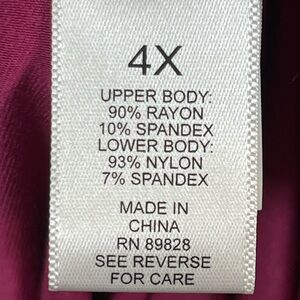 4X
UPPER BODY:
90% RAYON
10% SPANDEX
LOWER BODY:
93% NYLON
7% SPANDEX
MADE IN
CHINA
RN 89828
SEE REVERSE
FOR CARE